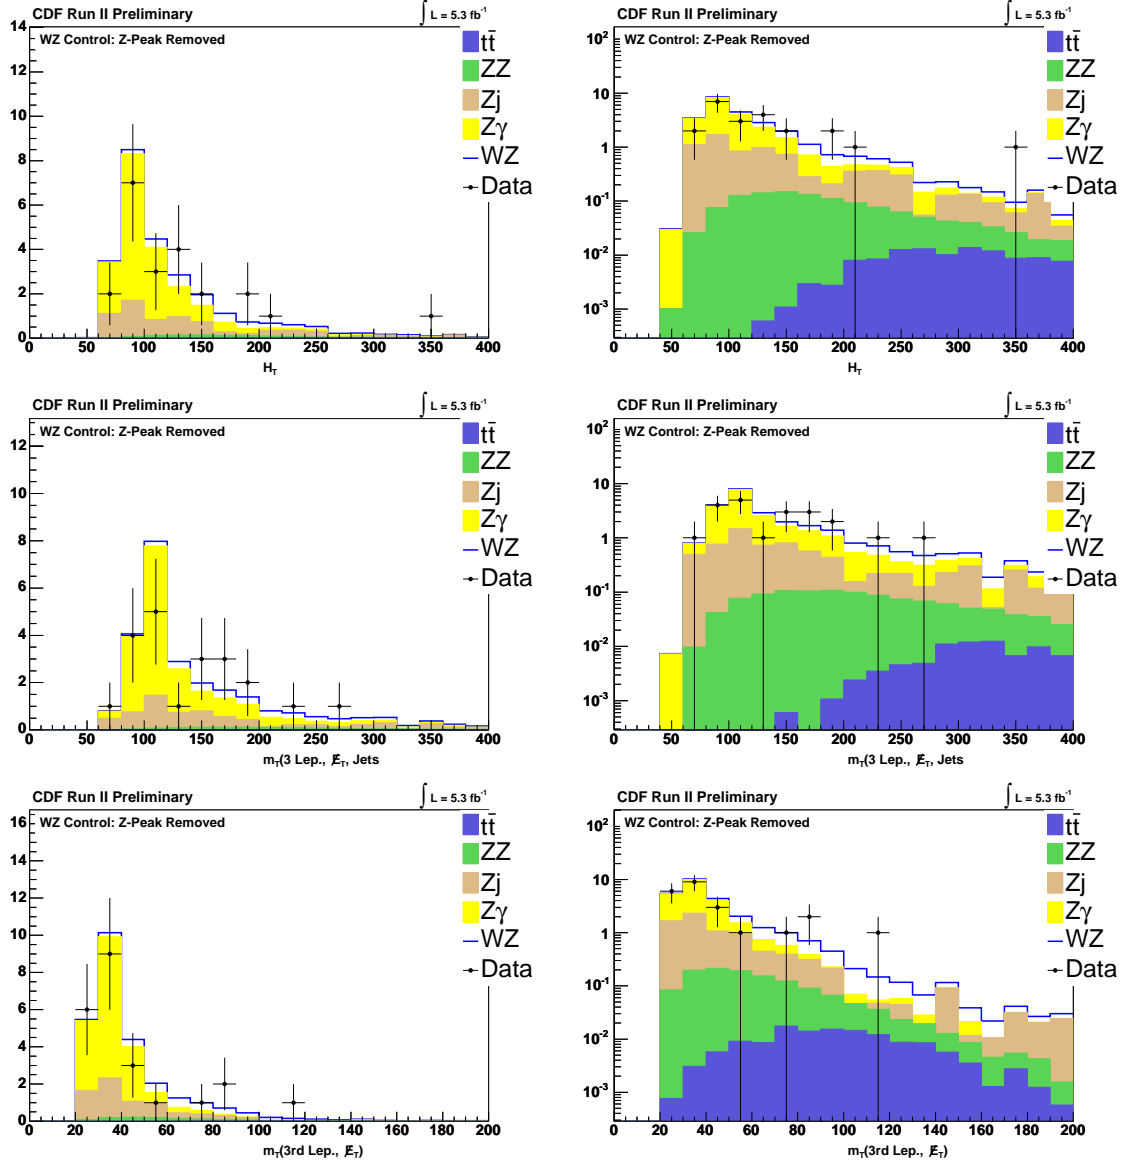 CDF Run II Preliminary ∫ L = 5.3 fb⁻¹
WZ Control: Z-Peak Removed
14
12
10
8
6
4
2
0
0 50 100 150 200 250 300 350 400
H_T
tt̄
ZZ
Zj
Zγ
WZ
Data
CDF Run II Preliminary ∫ L = 5.3 fb⁻¹
WZ Control: Z-Peak Removed
10²
10
1
10⁻¹
10⁻²
10⁻³
0 50 100 150 200 250 300 350 400
H_T
tt̄
ZZ
Zj
Zγ
WZ
Data
CDF Run II Preliminary ∫ L = 5.3 fb⁻¹
WZ Control: Z-Peak Removed
12
10
8
6
4
2
0
0 50 100 150 200 250 300 350 400
m_T(3 Lep., E̸_T, Jets
tt̄
ZZ
Zj
Zγ
WZ
Data
CDF Run II Preliminary ∫ L = 5.3 fb⁻¹
WZ Control: Z-Peak Removed
10²
10
1
10⁻¹
10⁻²
10⁻³
0 50 100 150 200 250 300 350 400
m_T(3 Lep., E̸_T, Jets
tt̄
ZZ
Zj
Zγ
WZ
Data
CDF Run II Preliminary ∫ L = 5.3 fb⁻¹
WZ Control: Z-Peak Removed
16
14
12
10
8
6
4
2
0
0 20 40 60 80 100 120 140 160 180 200
m_T(3rd Lep., E̸_T)
tt̄
ZZ
Zj
Zγ
WZ
Data
CDF Run II Preliminary ∫ L = 5.3 fb⁻¹
WZ Control: Z-Peak Removed
10²
10
1
10⁻¹
10⁻²
10⁻³
0 20 40 60 80 100 120 140 160 180 200
m_T(3rd Lep., E̸_T)
tt̄
ZZ
Zj
Zγ
WZ
Data